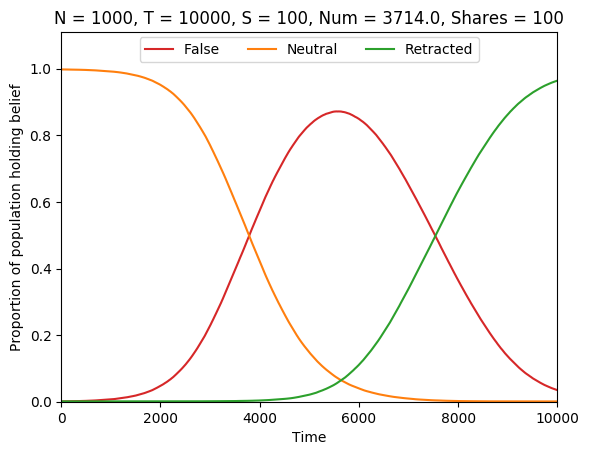 N = 1000, T = 10000, S = 100, Num = 3714.0, Shares = 100
False Neutral Retracted
1.0
0.8
0.6
0.4
0.2
0.0
Proportion of population holding belief
0 2000 4000 6000 8000 10000
Time